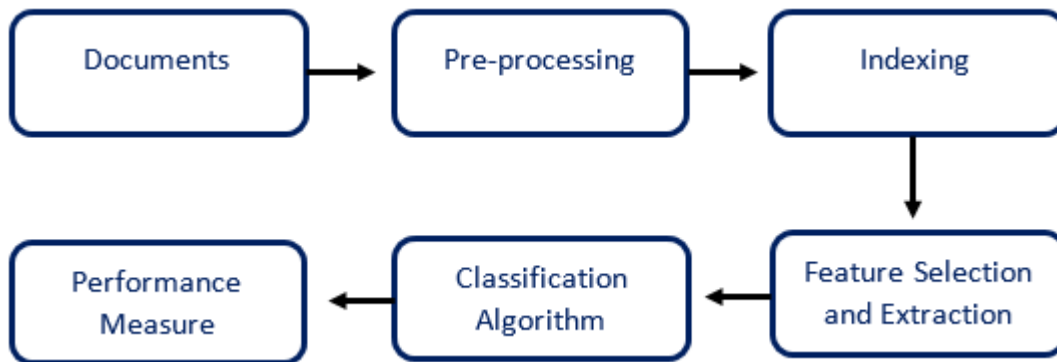 Documents
Pre-processing
Indexing
Feature Selection
and Extraction
Classification
Algorithm
Performance
Measure